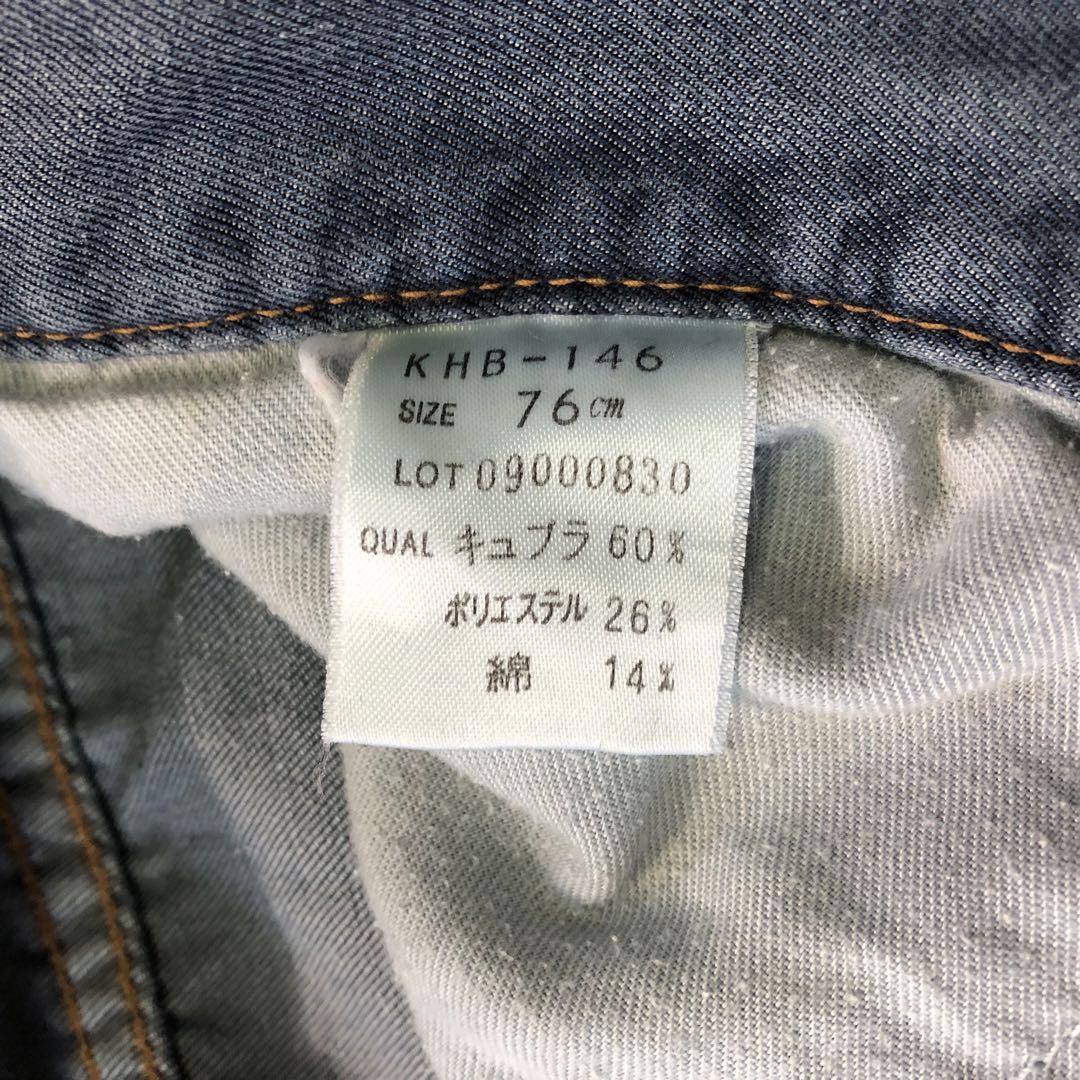 KHB-146
SIZE 76cm
LOT 09000830
QUAL キュプラ 60%
ポリエステル 26%
綿 14%